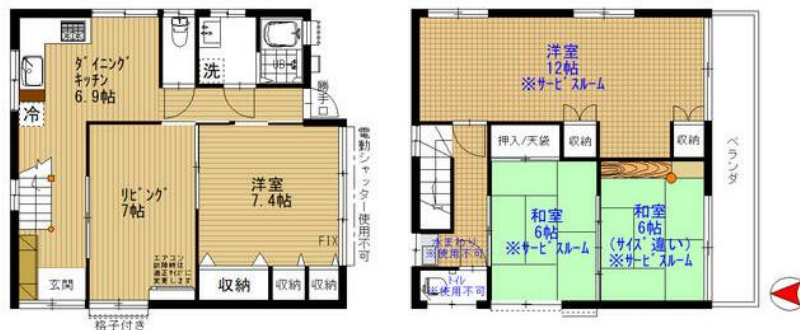 ダイニング
キッチン
6.9帖
冷
洗
UB
勝手口
リビング
7帖
洋室
7.4帖
FIX
電動シャッター使用不可
玄関
収納
収納
収納
格子付き
洋室
12帖
※サービスルーム
押入/天袋
収納
収納
ベランダ
和室
6帖
※サービスルーム
和室
6帖
(サイズ違い)
※サービスルーム
水まわり
※使用不可
トイレ
※使用不可